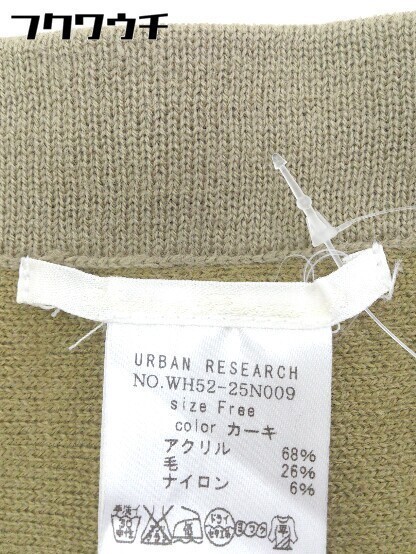 フクワウチ
URBAN RESEARCH
NO.WH52-25N009
size Free
color カーキ
アクリル 68%
毛 26%
ナイロン 6%